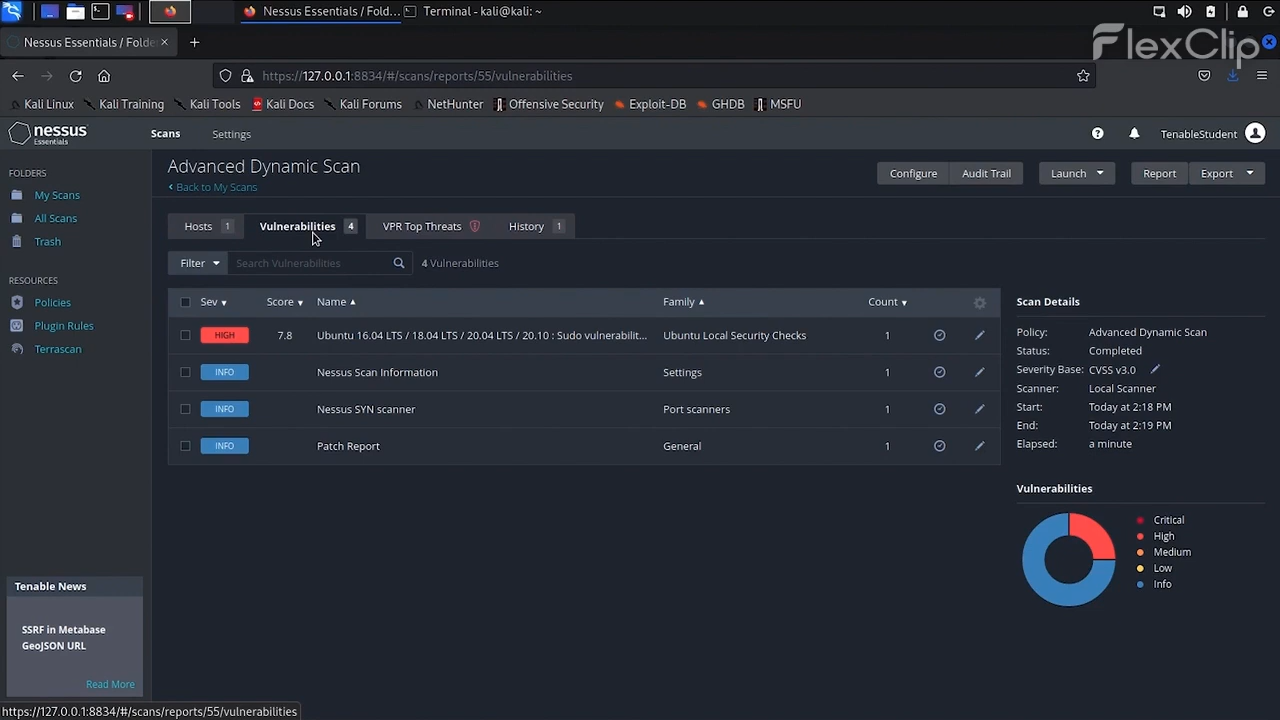 Nessus Essentials / Fold...
Terminal - kali@kali: ~
Nessus Essentials / Folde
FlexClip
https://127.0.0.1:8834/#/scans/reports/55/vulnerabilities
Kali Linux
Kali Training
Kali Tools
Kali Docs
Kali Forums
NetHunter
Offensive Security
Exploit-DB
GHDB
MSFU
nessus
Essentials
Scans
Settings
TenableStudent
FOLDERS
My Scans
All Scans
Trash
RESOURCES
Policies
Plugin Rules
Terrascan
Tenable News
SSRF in Metabase
GeoJSON URL
Read More
Advanced Dynamic Scan
Back to My Scans
Configure
Audit Trail
Launch
Report
Export
Hosts 1
Vulnerabilities 4
VPR Top Threats
History 1
Filter
Search Vulnerabilities
4 Vulnerabilities
Sev Score Name Family Count
HIGH 7.8 Ubuntu 16.04 LTS / 18.04 LTS / 20.04 LTS / 20.10 : Sudo vulnerabilit... Ubuntu Local Security Checks 1
INFO Nessus Scan Information Settings 1
INFO Nessus SYN scanner Port scanners 1
INFO Patch Report General 1
Scan Details
Policy: Advanced Dynamic Scan
Status: Completed
Severity Base: CVSS v3.0
Scanner: Local Scanner
Start: Today at 2:18 PM
End: Today at 2:19 PM
Elapsed: a minute
Vulnerabilities
Critical
High
Medium
Low
Info
https://127.0.0.1:8834/#/scans/reports/55/vulnerabilities